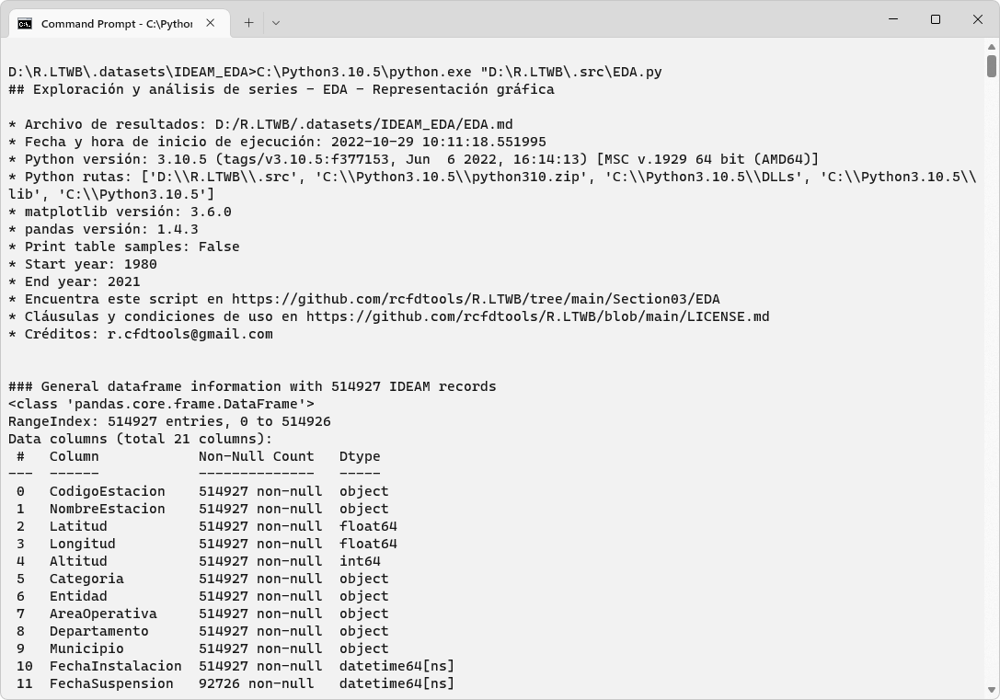 Command Prompt - C:\Python
D:\R.LTWB\.datasets\IDEAM_EDA>C:\Python3.10.5\python.exe "D:\R.LTWB\.src\EDA.py
## Exploración y análisis de series - EDA - Representación gráfica
* Archivo de resultados: D:/R.LTWB/.datasets/IDEAM_EDA/EDA.md
* Fecha y hora de inicio de ejecución: 2022-10-29 10:11:18.551995
* Python versión: 3.10.5 (tags/v3.10.5:f377153, Jun  6 2022, 16:14:13) [MSC v.1929 64 bit (AMD64)]
* Python rutas: ['D:\\R.LTWB\\.src', 'C:\\Python3.10.5\\python310.zip', 'C:\\Python3.10.5\\DLLs', 'C:\\Python3.10.5\\
lib', 'C:\\Python3.10.5']
* matplotlib versión: 3.6.0
* pandas versión: 1.4.3
* Print table samples: False
* Start year: 1980
* End year: 2021
* Encuentra este script en https://github.com/rcfdtools/R.LTWB/tree/main/Section03/EDA
* Cláusulas y condiciones de uso en https://github.com/rcfdtools/R.LTWB/blob/main/LICENSE.md
* Créditos: r.cfdtools@gmail.com
### General dataframe information with 514927 IDEAM records
<class 'pandas.core.frame.DataFrame'>
RangeIndex: 514927 entries, 0 to 514926
Data columns (total 21 columns):
 #   Column            Non-Null Count   Dtype
---  ------            --------------   -----
 0   CodigoEstacion    514927 non-null  object
 1   NombreEstacion    514927 non-null  object
 2   Latitud           514927 non-null  float64
 3   Longitud          514927 non-null  float64
 4   Altitud           514927 non-null  int64
 5   Categoria         514927 non-null  object
 6   Entidad           514927 non-null  object
 7   AreaOperativa     514927 non-null  object
 8   Departamento      514927 non-null  object
 9   Municipio         514927 non-null  object
 10  FechaInstalacion  514927 non-null  datetime64[ns]
 11  FechaSuspension   92726 non-null   datetime64[ns]